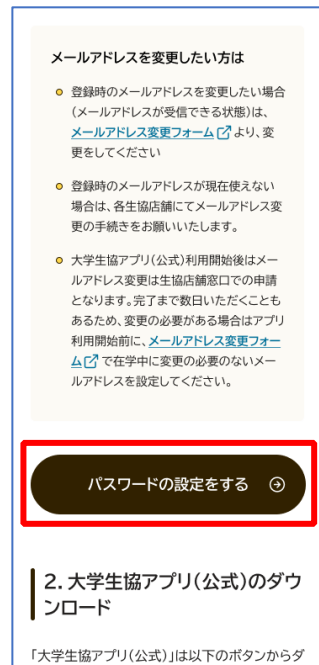 メールアドレスを変更したい方は
登録時のメールアドレスを変更したい場合
(メールアドレスが受信できる状態)は、
メールアドレス変更フォーム より、変
更をしてください
登録時のメールアドレスが現在使えない
場合は、各生協店舗にてメールアドレス変
更の手続きをお願いいたします。
大学生協アプリ(公式)利用開始後はメー
ルアドレス変更は生協店舗窓口での申請
となります。完了まで数日いただくことも
あるため、変更の必要がある場合はアプリ
利用開始前に、メールアドレス変更フォー
ム で在学中に変更の必要のないメー
ルアドレスを設定してください。
パスワードの設定をする
2. 大学生協アプリ(公式)のダウ
ンロード
「大学生協アプリ(公式)」は以下のボタンからダ